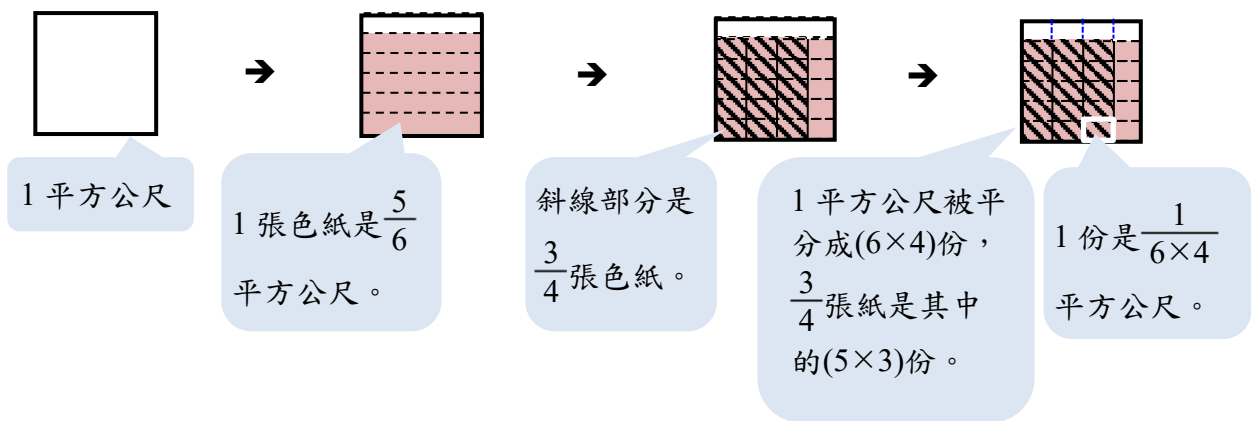 1 平方公尺
1 張色紙是 5/6
平方公尺。
斜線部分是
3/4 張色紙。
1 平方公尺被平
分成(6×4)份，
3/4 張紙是其中
的(5×3)份。
1 份是 1/(6×4)
平方公尺。